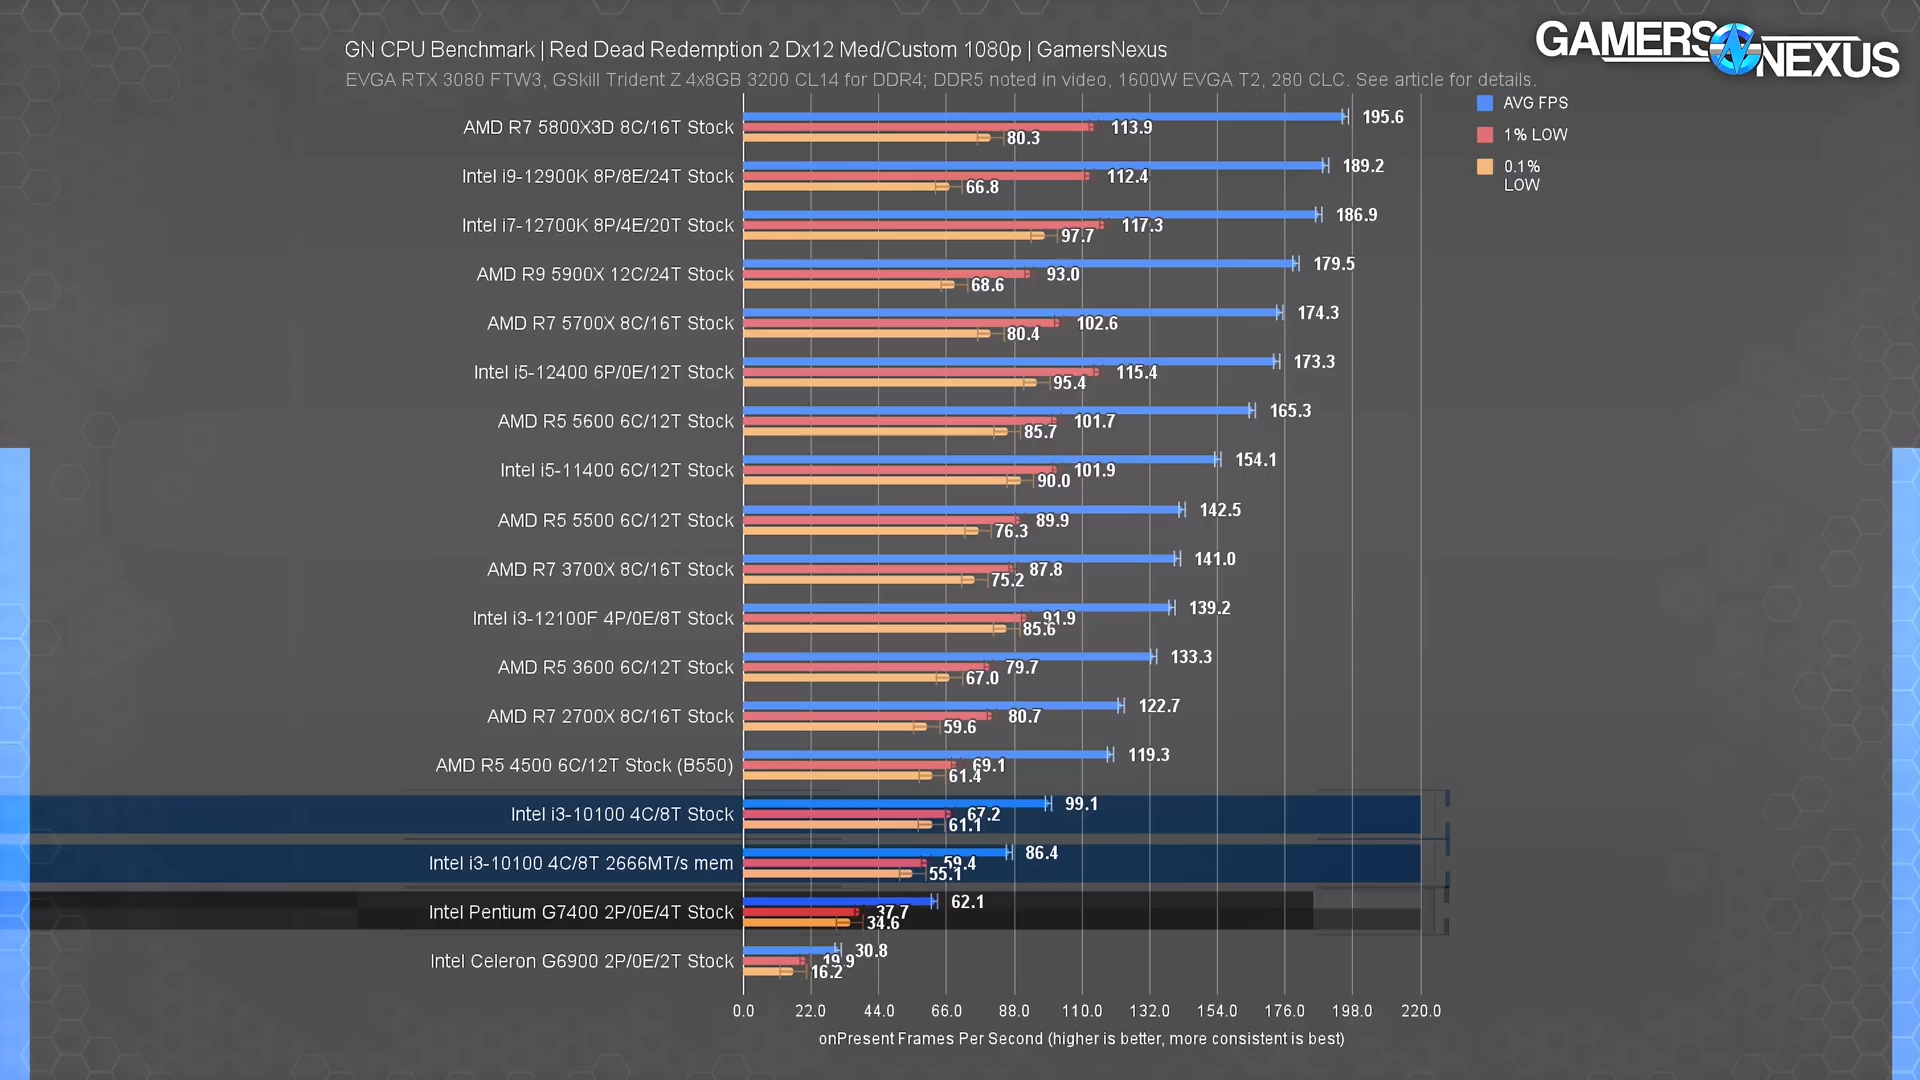 GN CPU Benchmark | Red Dead Redemption 2 Dx12 Med/Custom 1080p | GamersNexus
GAMERS NEXUS
EVGA RTX 3080 FTW3, GSkill Trident Z 4x8GB 3200 CL14 for DDR4; DDR5 noted in video, 1600W EVGA T2, 280 CLC. See article for details.
AVG FPS
1% LOW
0.1% LOW
AMD R7 5800X3D 8C/16T Stock 195.6 113.9 80.3
Intel i9-12900K 8P/8E/24T Stock 189.2 112.4 66.8
Intel i7-12700K 8P/4E/20T Stock 186.9 117.3 97.7
AMD R9 5900X 12C/24T Stock 179.5 93.0 68.6
AMD R7 5700X 8C/16T Stock 174.3 102.6 80.4
Intel i5-12400 6P/0E/12T Stock 173.3 115.4 95.4
AMD R5 5600 6C/12T Stock 165.3 101.7 85.7
Intel i5-11400 6C/12T Stock 154.1 101.9 90.0
AMD R5 5500 6C/12T Stock 142.5 89.9 76.3
AMD R7 3700X 8C/16T Stock 141.0 87.8 75.2
Intel i3-12100F 4P/0E/8T Stock 139.2 91.9 85.6
AMD R5 3600 6C/12T Stock 133.3 79.7 67.0
AMD R7 2700X 8C/16T Stock 122.7 80.7 59.6
AMD R5 4500 6C/12T Stock (B550) 119.3 69.1 61.4
Intel i3-10100 4C/8T Stock 99.1 67.2 61.1
Intel i3-10100 4C/8T 2666MT/s mem 86.4 59.4 55.1
Intel Pentium G7400 2P/0E/4T Stock 62.1 37.7 34.6
Intel Celeron G6900 2P/0E/2T Stock 30.8 19.9 16.2
0.0 22.0 44.0 66.0 88.0 110.0 132.0 154.0 176.0 198.0 220.0
onPresent Frames Per Second (higher is better, more consistent is best)